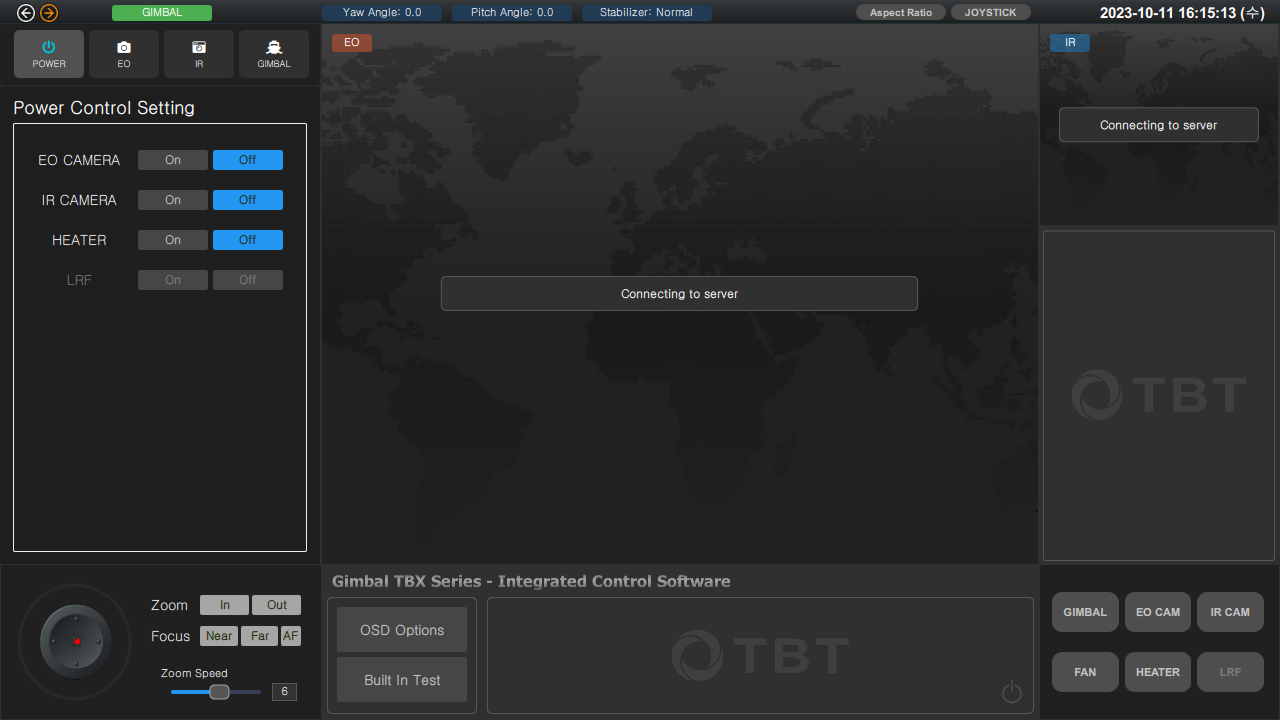 GIMBAL
Yaw Angle: 0.0
Pitch Angle: 0.0
Stabilizer: Normal
Aspect Ratio
JOYSTICK
2023-10-11 16:15:13 (수)
POWER
EO
IR
GIMBAL
Power Control Setting
EO CAMERA On Off
IR CAMERA On Off
HEATER On Off
LRF On Off
EO
Connecting to server
IR
Connecting to server
TBT
Zoom In Out
Focus Near Far AF
Zoom Speed
6
Gimbal TBX Series - Integrated Control Software
OSD Options
Built In Test
TBT
GIMBAL EO CAM IR CAM
FAN HEATER LRF